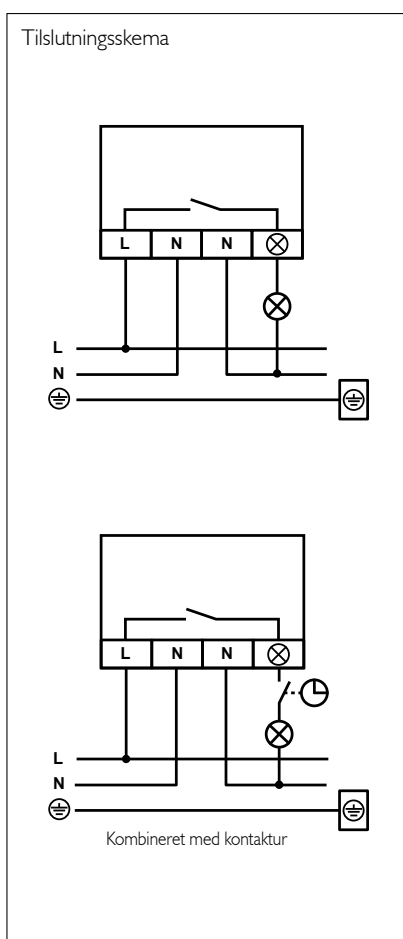 Tilslutningsskema
L N N
L
N
L N N
L
N
Kombineret med kontaktur